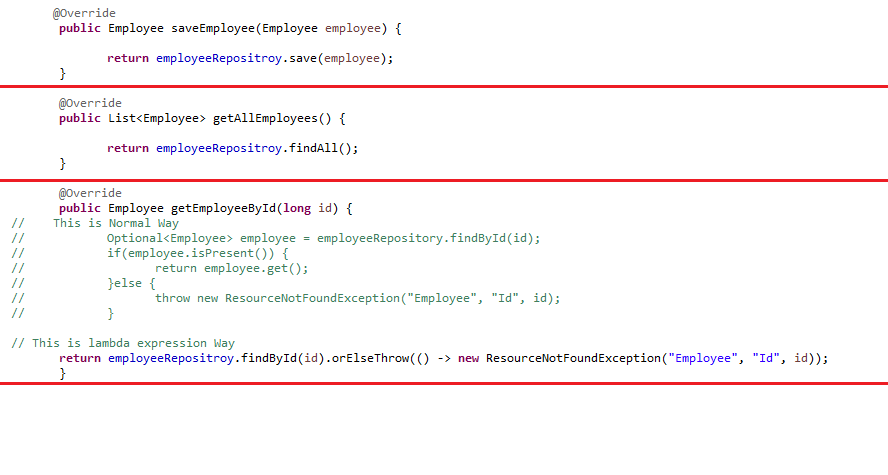 @Override
public Employee saveEmployee(Employee employee) {
return employeeRepositroy.save(employee);
}
@Override
public List<Employee> getAllEmployees() {
return employeeRepositroy.findAll();
}
@Override
public Employee getEmployeeById(long id) {
// This is Normal Way
// Optional<Employee> employee = employeeRepository.findById(id);
// if(employee.isPresent()) {
// return employee.get();
// }else {
// throw new ResourceNotFoundException("Employee", "Id", id);
// }
// This is lambda expression Way
return employeeRepositroy.findById(id).orElseThrow(() -> new ResourceNotFoundException("Employee", "Id", id));
}